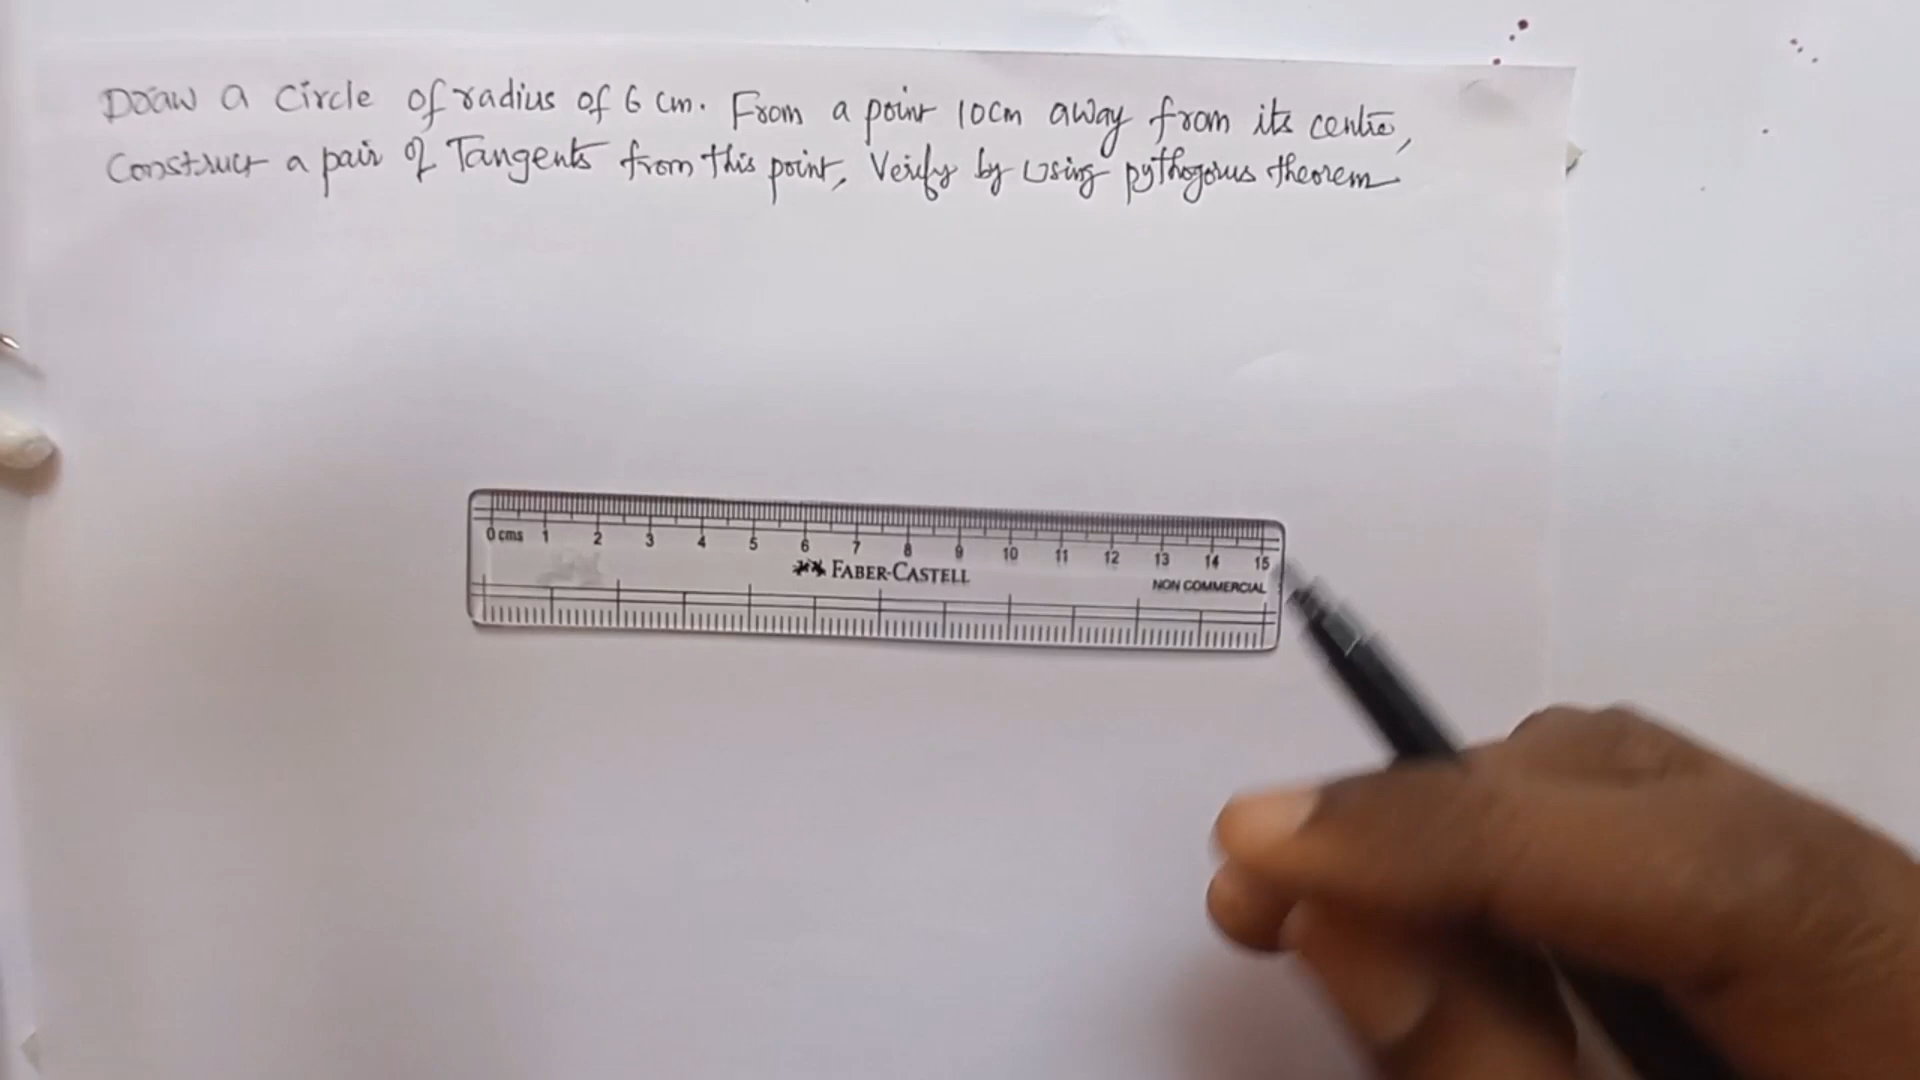 Draw a Circle of radius of 6 cm. From a point 10cm away from its centre,
Construct a pair of Tangents from this point, Verify by Using pythogorus theorem.
0 cms 1 2 3 4 5 6 7 8 9 10 11 12 13 14 15
FABER-CASTELL
NON COMMERCIAL